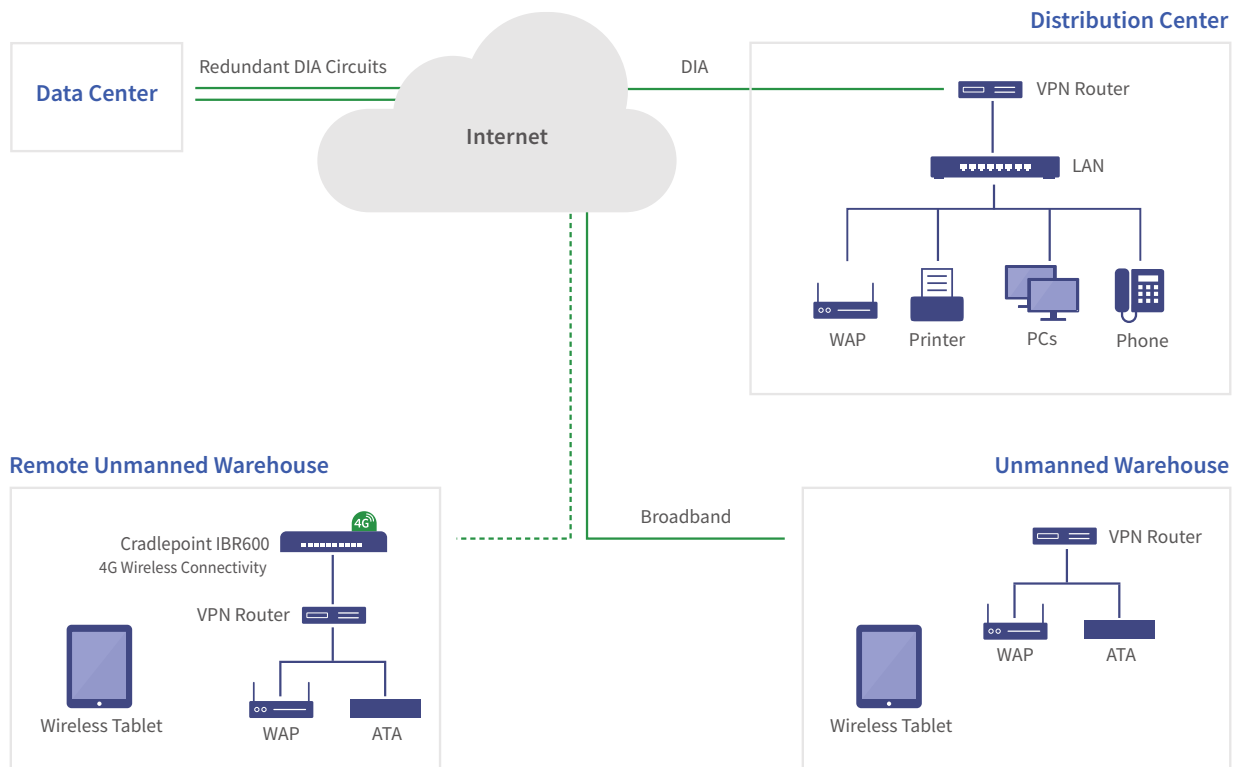 Distribution Center
Data Center
Redundant DIA Circuits
Internet
DIA
VPN Router
LAN
WAP
Printer
PCs
Phone
Remote Unmanned Warehouse
4G
Cradlepoint IBR600
4G Wireless Connectivity
VPN Router
Wireless Tablet
WAP
ATA
Broadband
Unmanned Warehouse
VPN Router
WAP
ATA
Wireless Tablet